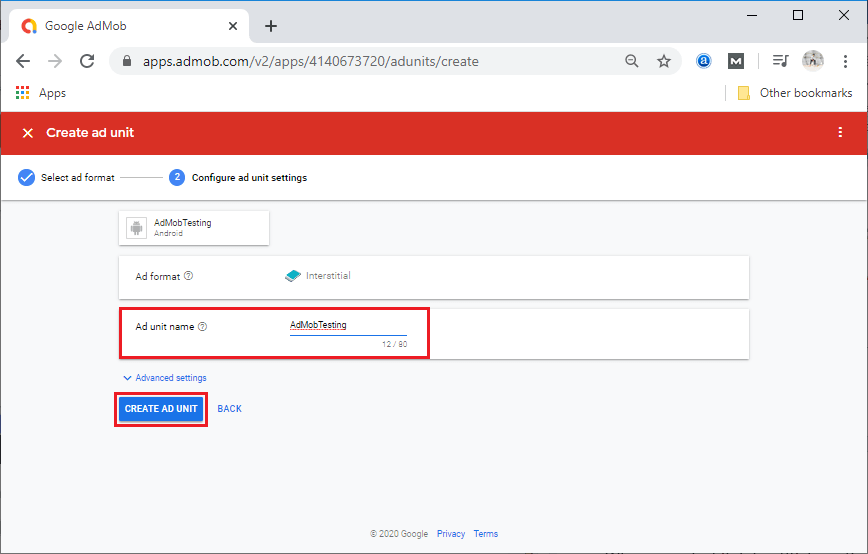 Google AdMob
apps.admob.com/v2/apps/4140673720/adunits/create
Apps
Other bookmarks
Create ad unit
Select ad format
2
Configure ad unit settings
AdMobTesting
Android
Ad format
Interstitial
Ad unit name
AdMobTesting
12 / 80
Advanced settings
CREATE AD UNIT
BACK
© 2020 Google Privacy Terms